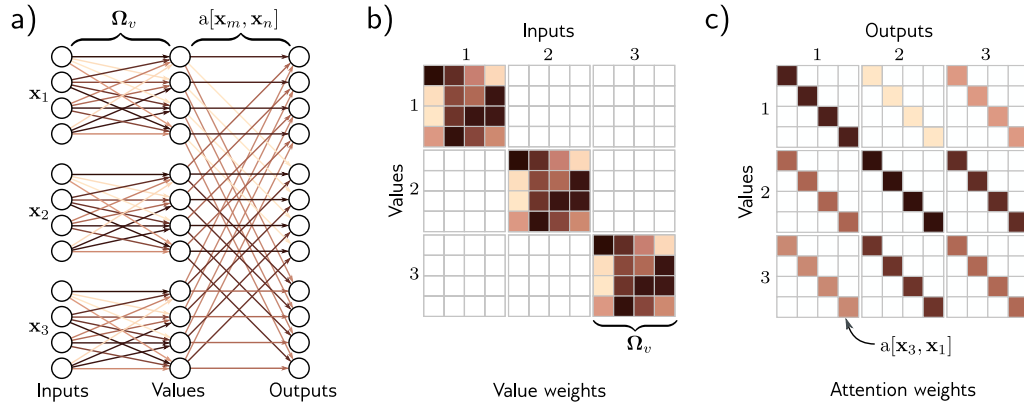 a)
Ω_v
a[x_m, x_n]
x_1
x_2
x_3
Inputs
Values
Outputs
b)
Inputs
1
2
3
Values
1
2
3
Ω_v
Value weights
c)
Outputs
1
2
3
Values
1
2
3
a[x_3, x_1]
Attention weights